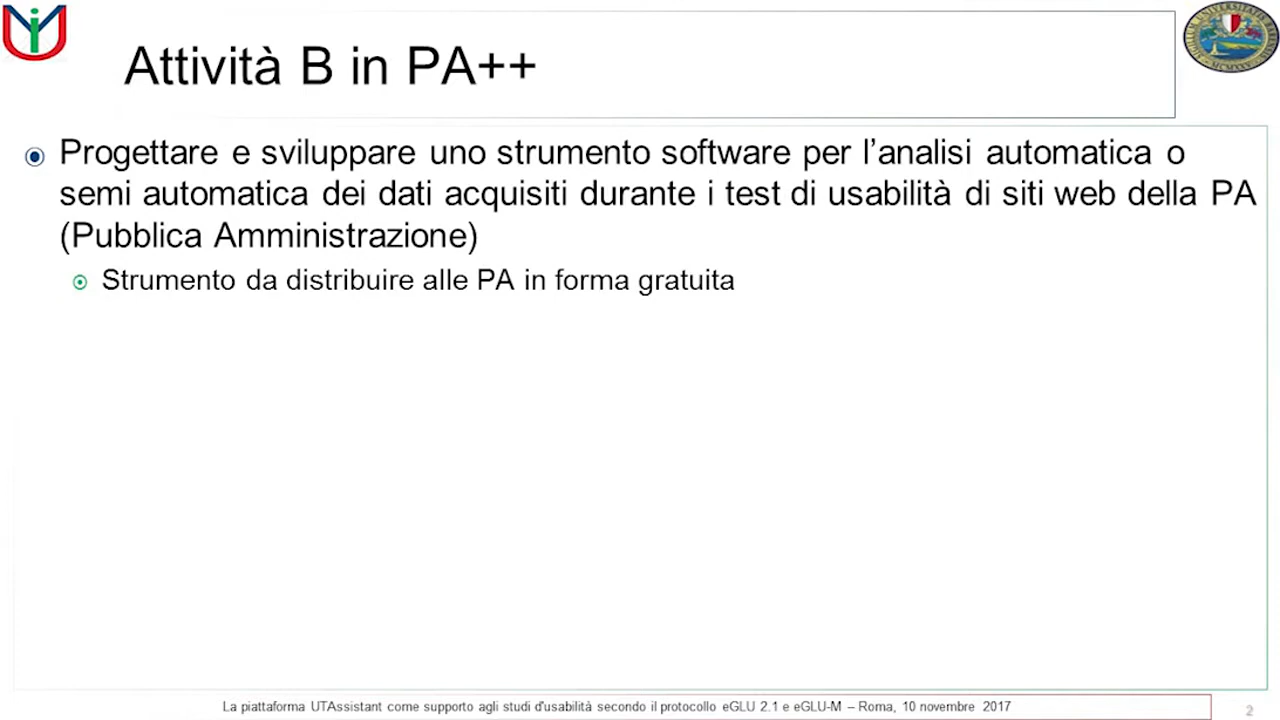 Attività B in PA++
Progettare e sviluppare uno strumento software per l’analisi automatica o
semi automatica dei dati acquisiti durante i test di usabilità di siti web della PA
(Pubblica Amministrazione)
Strumento da distribuire alle PA in forma gratuita
La piattaforma UTAssistant come supporto agli studi d'usabilità secondo il protocollo eGLU 2.1 e eGLU-M – Roma, 10 novembre 2017
2